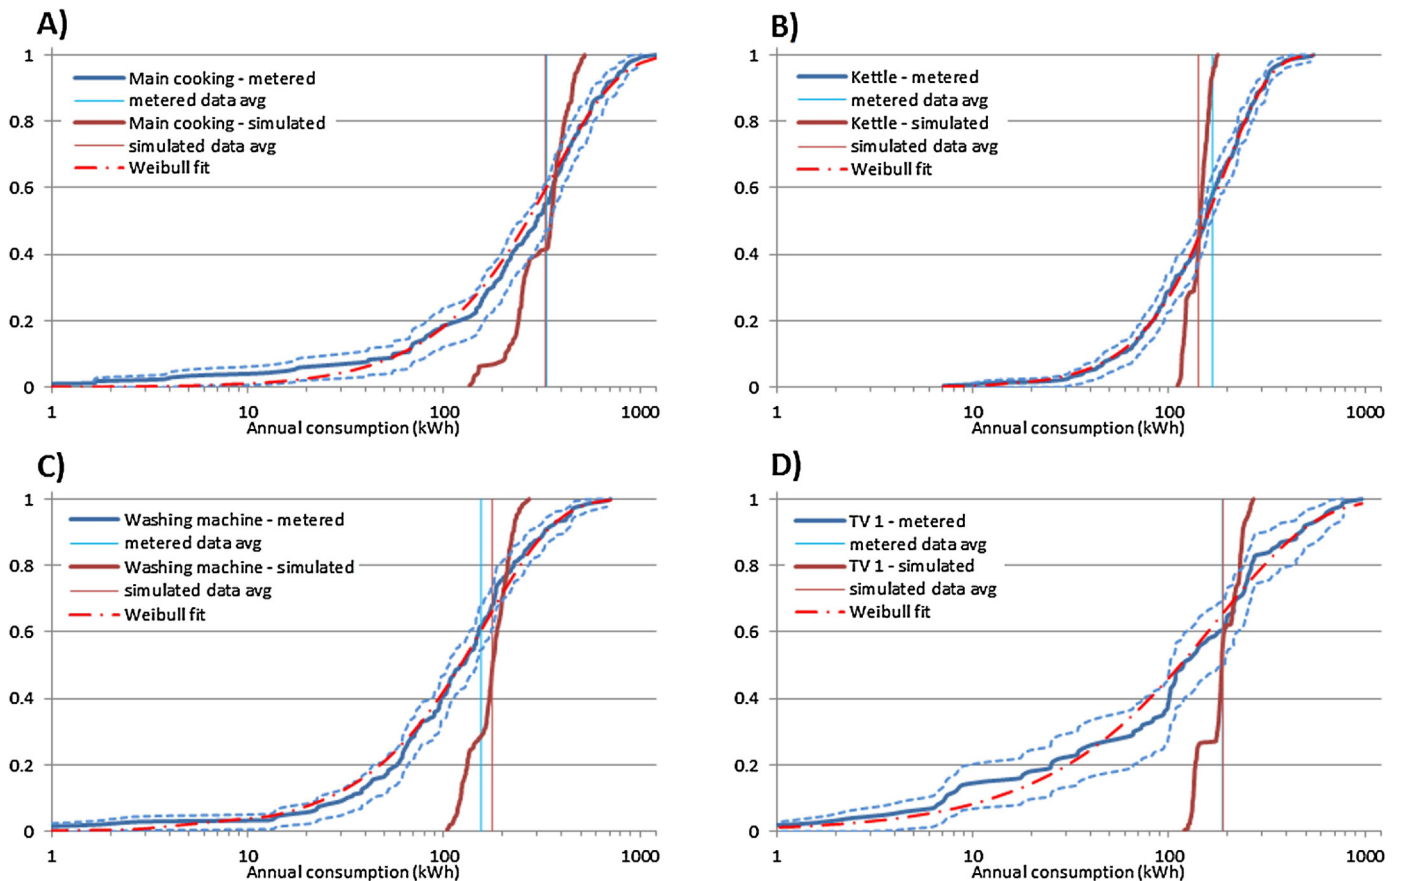 A)
1
0.8
0.6
0.4
0.2
0
Main cooking - metered
metered data avg
Main cooking - simulated
simulated data avg
Weibull fit
1 10 100 1000
Annual consumption (kWh)
B)
1
0.8
0.6
0.4
0.2
0
Kettle - metered
metered data avg
Kettle - simulated
simulated data avg
Weibull fit
1 10 100 1000
Annual consumption (kWh)
C)
1
0.8
0.6
0.4
0.2
0
Washing machine - metered
metered data avg
Washing machine - simulated
simulated data avg
Weibull fit
1 10 100 1000
Annual consumption (kWh)
D)
1
0.8
0.6
0.4
0.2
0
TV 1 - metered
metered data avg
TV 1 - simulated
simulated data avg
Weibull fit
1 10 100 1000
Annual consumption (kWh)